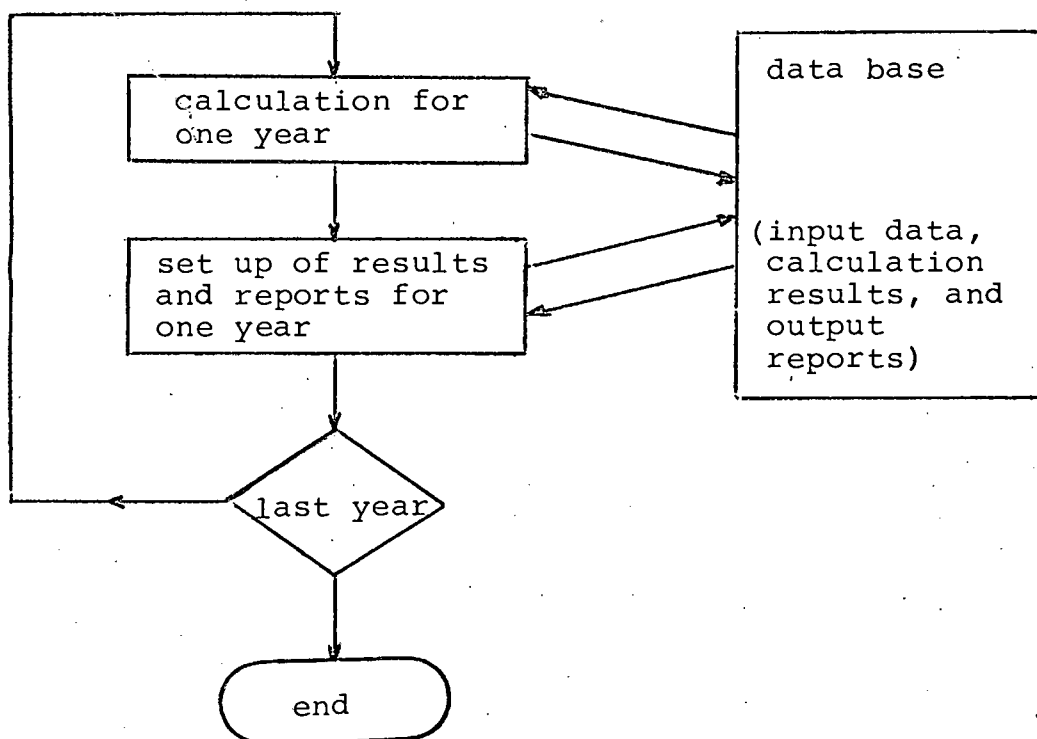 calculation for
one year
set up of results
and reports for
one year
last year
end
data base
(input data,
calculation
results, and
output
reports)